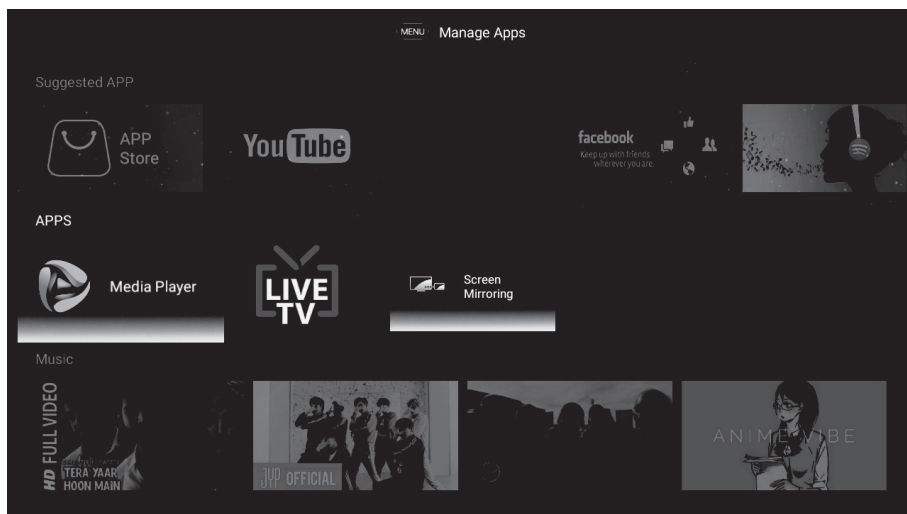 MENU Manage Apps
Suggested APP
APP
Store
YouTube
facebook
Keep up with friends
wherever you are.
APPS
Media Player
LIVE
TV
Screen
Mirroring
Music
HD FULL VIDEO
TERA YAAR
HOON MAIN
JYP OFFICIAL
ANIME VIBE